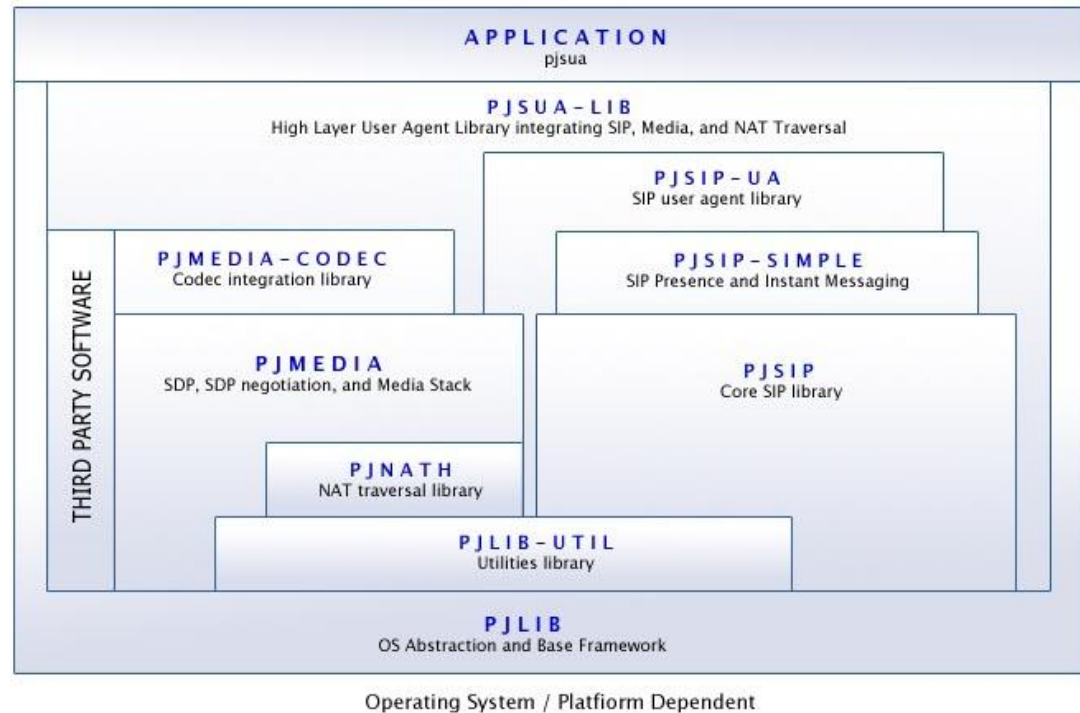 APPLICATION
pjsua
PJSUA-LIB
High Layer User Agent Library integrating SIP, Media, and NAT Traversal
PJSIP-UA
SIP user agent library
PJMEDIA-CODEC
Codec integration library
PJSIP-SIMPLE
SIP Presence and Instant Messaging
THIRD PARTY SOFTWARE
PJMEDIA
SDP, SDP negotiation, and Media Stack
PJSIP
Core SIP library
PJNATH
NAT traversal library
PJLIB-UTIL
Utilities library
PJLIB
OS Abstraction and Base Framework
Operating System / Platfiorm Dependent